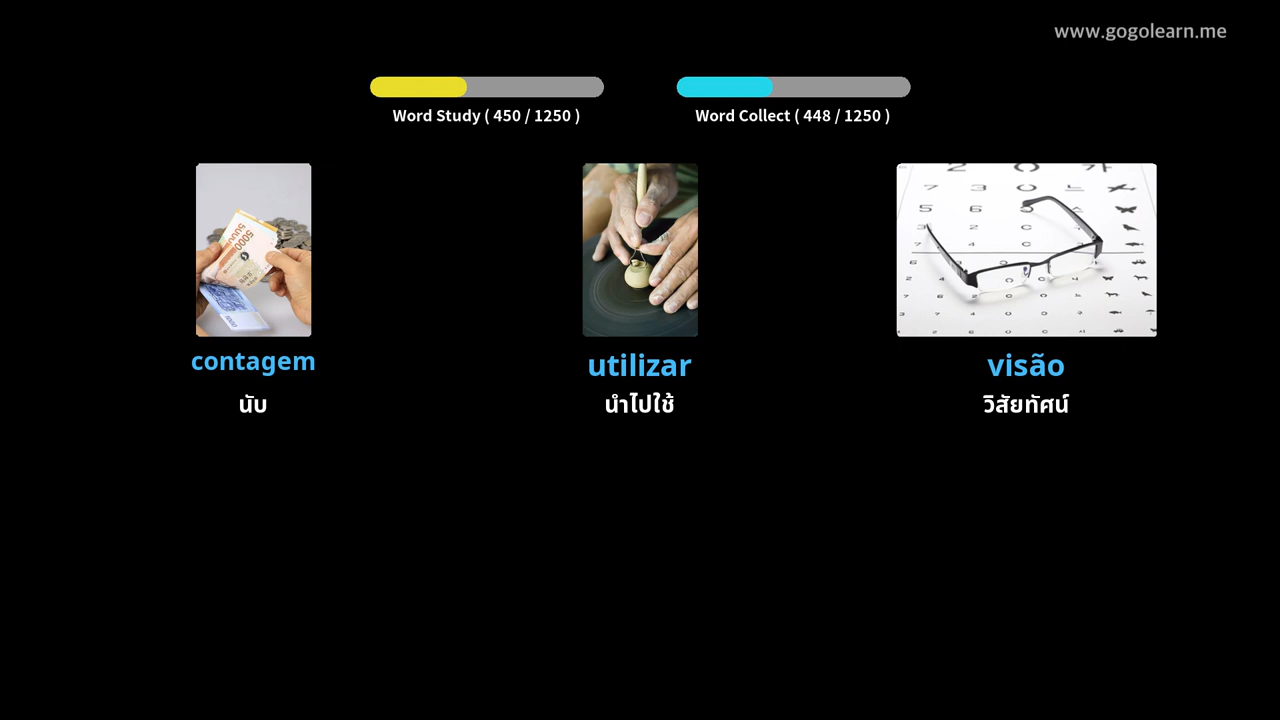 www.gogolearn.me
Word Study ( 450 / 1250 )
Word Collect ( 448 / 1250 )
contagem
utilizar
visão
นับ
นำไปใช้
วิสัยทัศน์